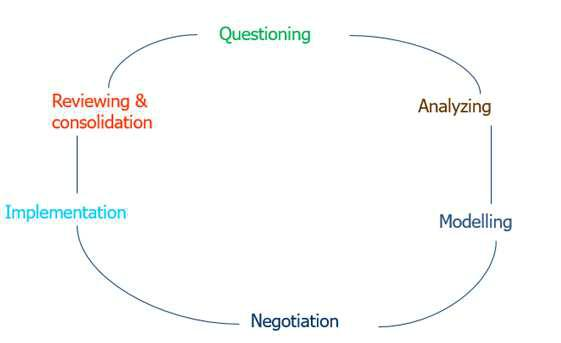 Questioning
Reviewing &
consolidation
Analyzing
Implementation
Modelling
Negotiation